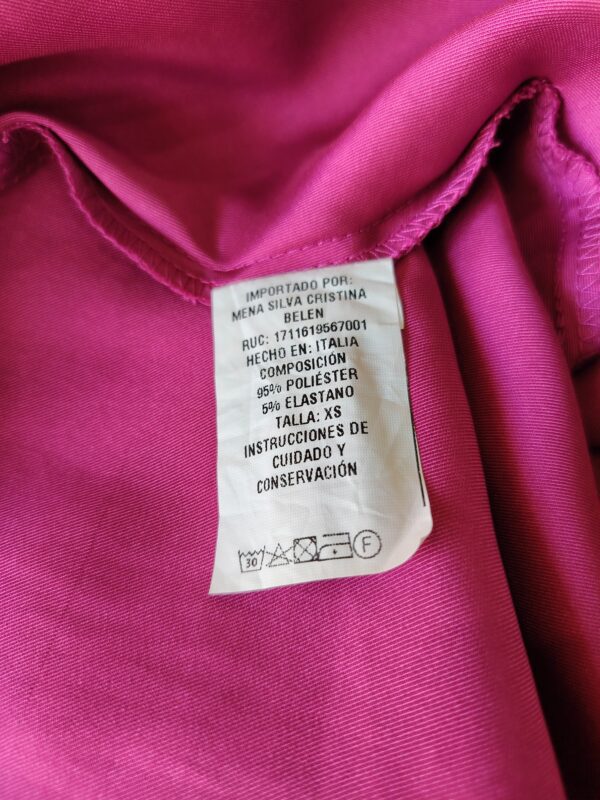 IMPORTADO POR:
MENA SILVA CRISTINA
BELEN
RUC: 1711619567001
HECHO EN: ITALIA
COMPOSICIÓN
95% POLIÉSTER
5% ELASTANO
TALLA: XS
INSTRUCCIONES DE
CUIDADO Y
CONSERVACIÓN
30 F